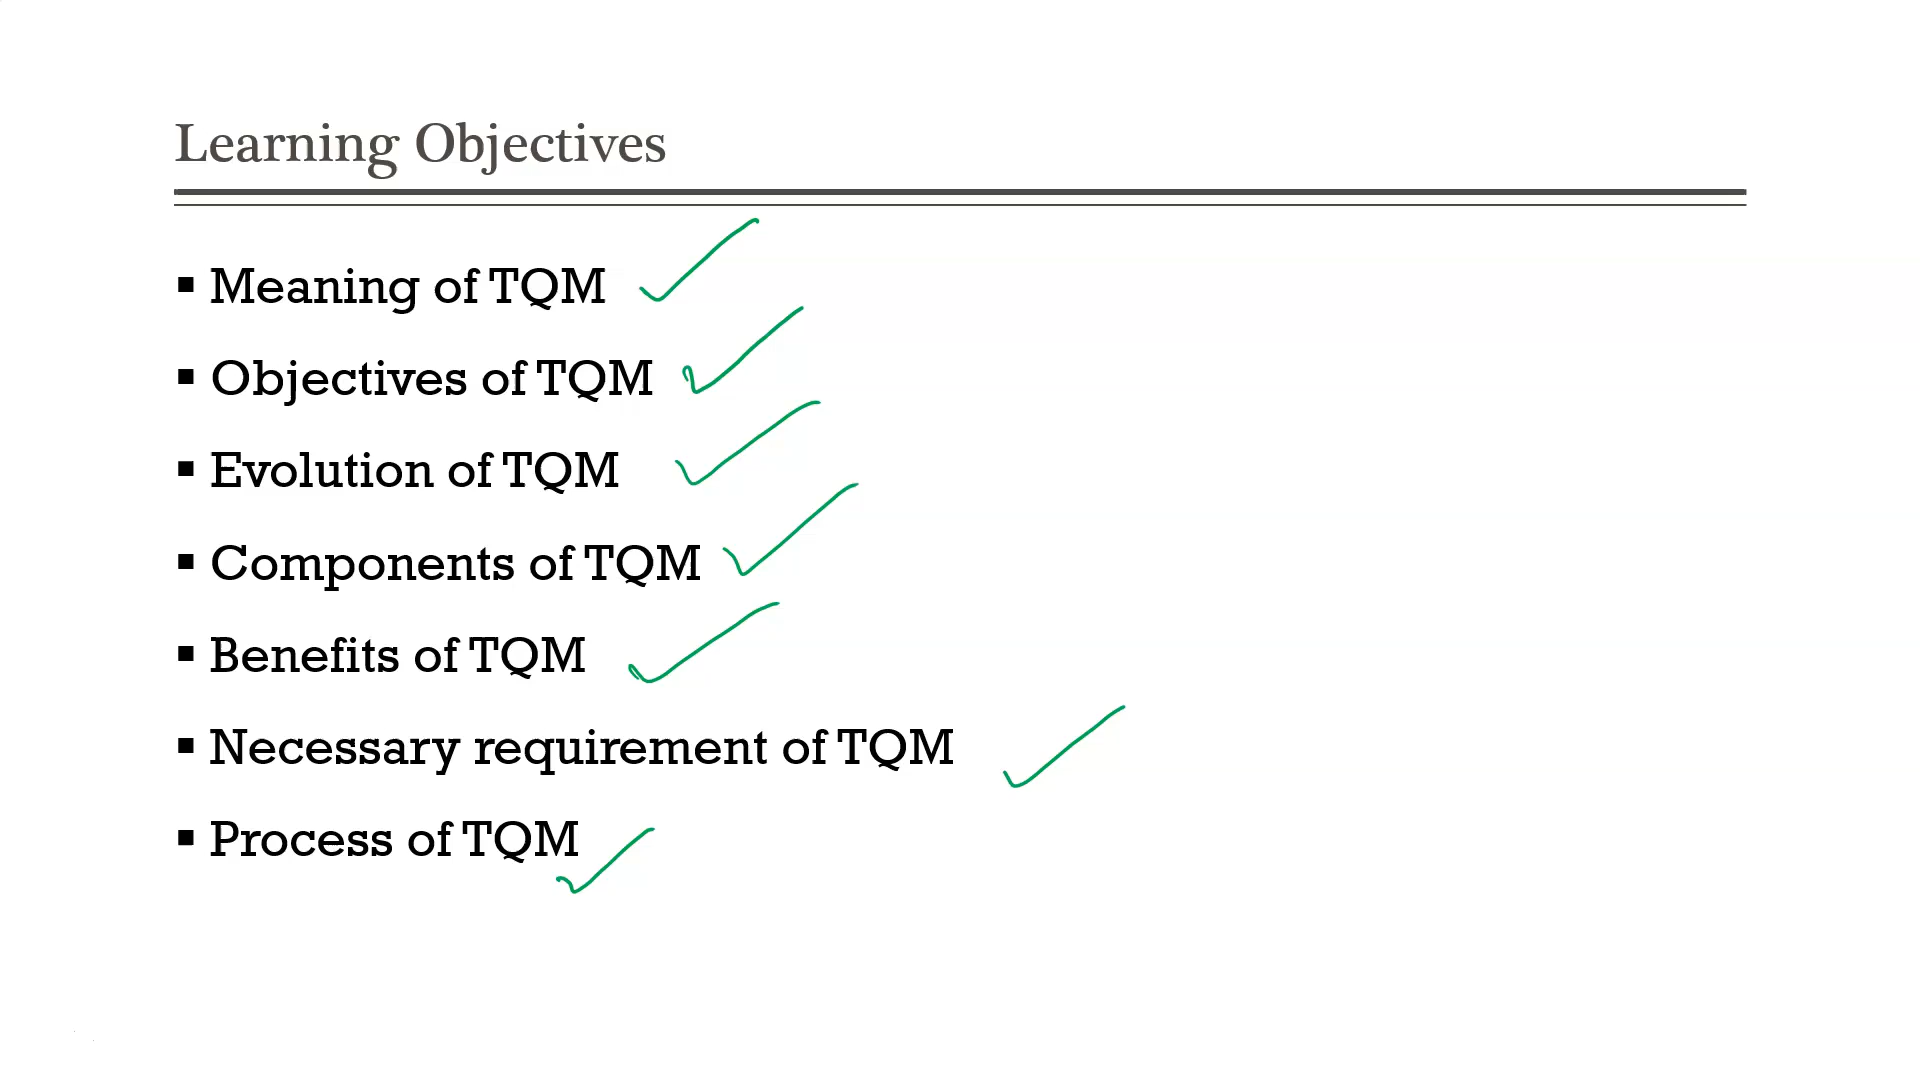 Learning Objectives
▪ Meaning of TQM
▪ Objectives of TQM
▪ Evolution of TQM
▪ Components of TQM
▪ Benefits of TQM
▪ Necessary requirement of TQM
▪ Process of TQM